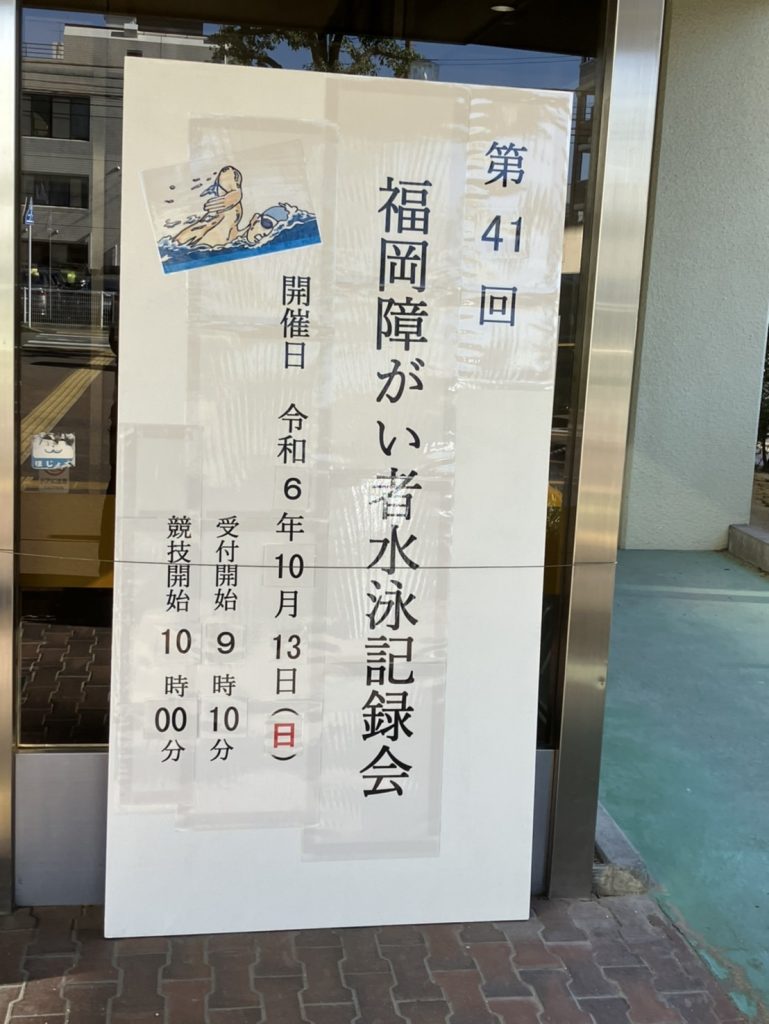 第41回
福岡障がい者水泳記録会
開催日 令和6年10月13日(日)
受付開始 9時10分
競技開始 10時00分